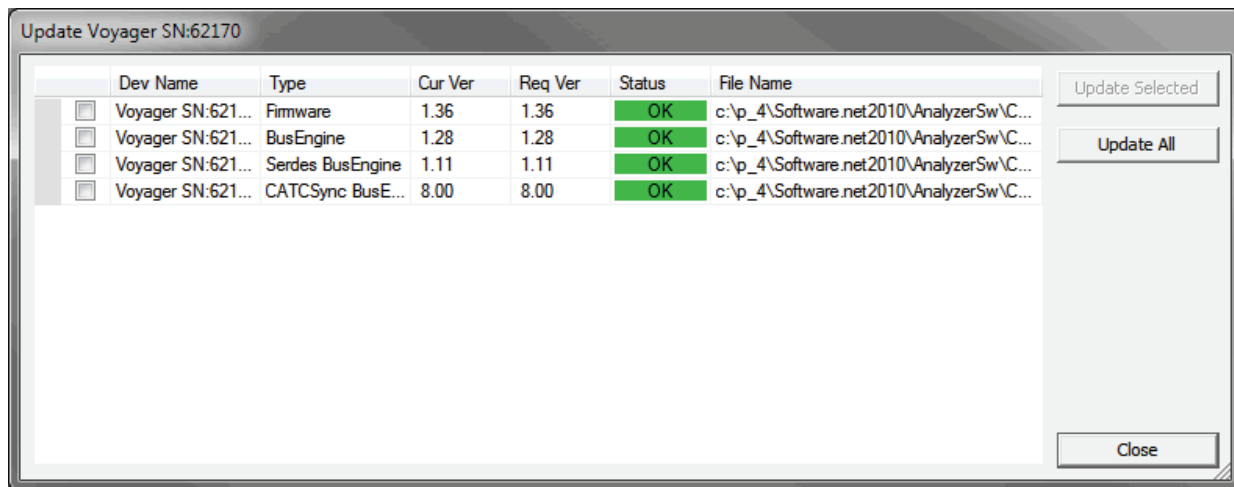 Update Voyager SN:62170
Dev Name Type Cur Ver Req Ver Status File Name
Voyager SN:621... Firmware 1.36 1.36 OK c:\p_4\Software.net2010\AnalyzerSw\C...
Voyager SN:621... BusEngine 1.28 1.28 OK c:\p_4\Software.net2010\AnalyzerSw\C...
Voyager SN:621... Serdes BusEngine 1.11 1.11 OK c:\p_4\Software.net2010\AnalyzerSw\C...
Voyager SN:621... CATCSync BusE... 8.00 8.00 OK c:\p_4\Software.net2010\AnalyzerSw\C...
Update Selected
Update All
Close